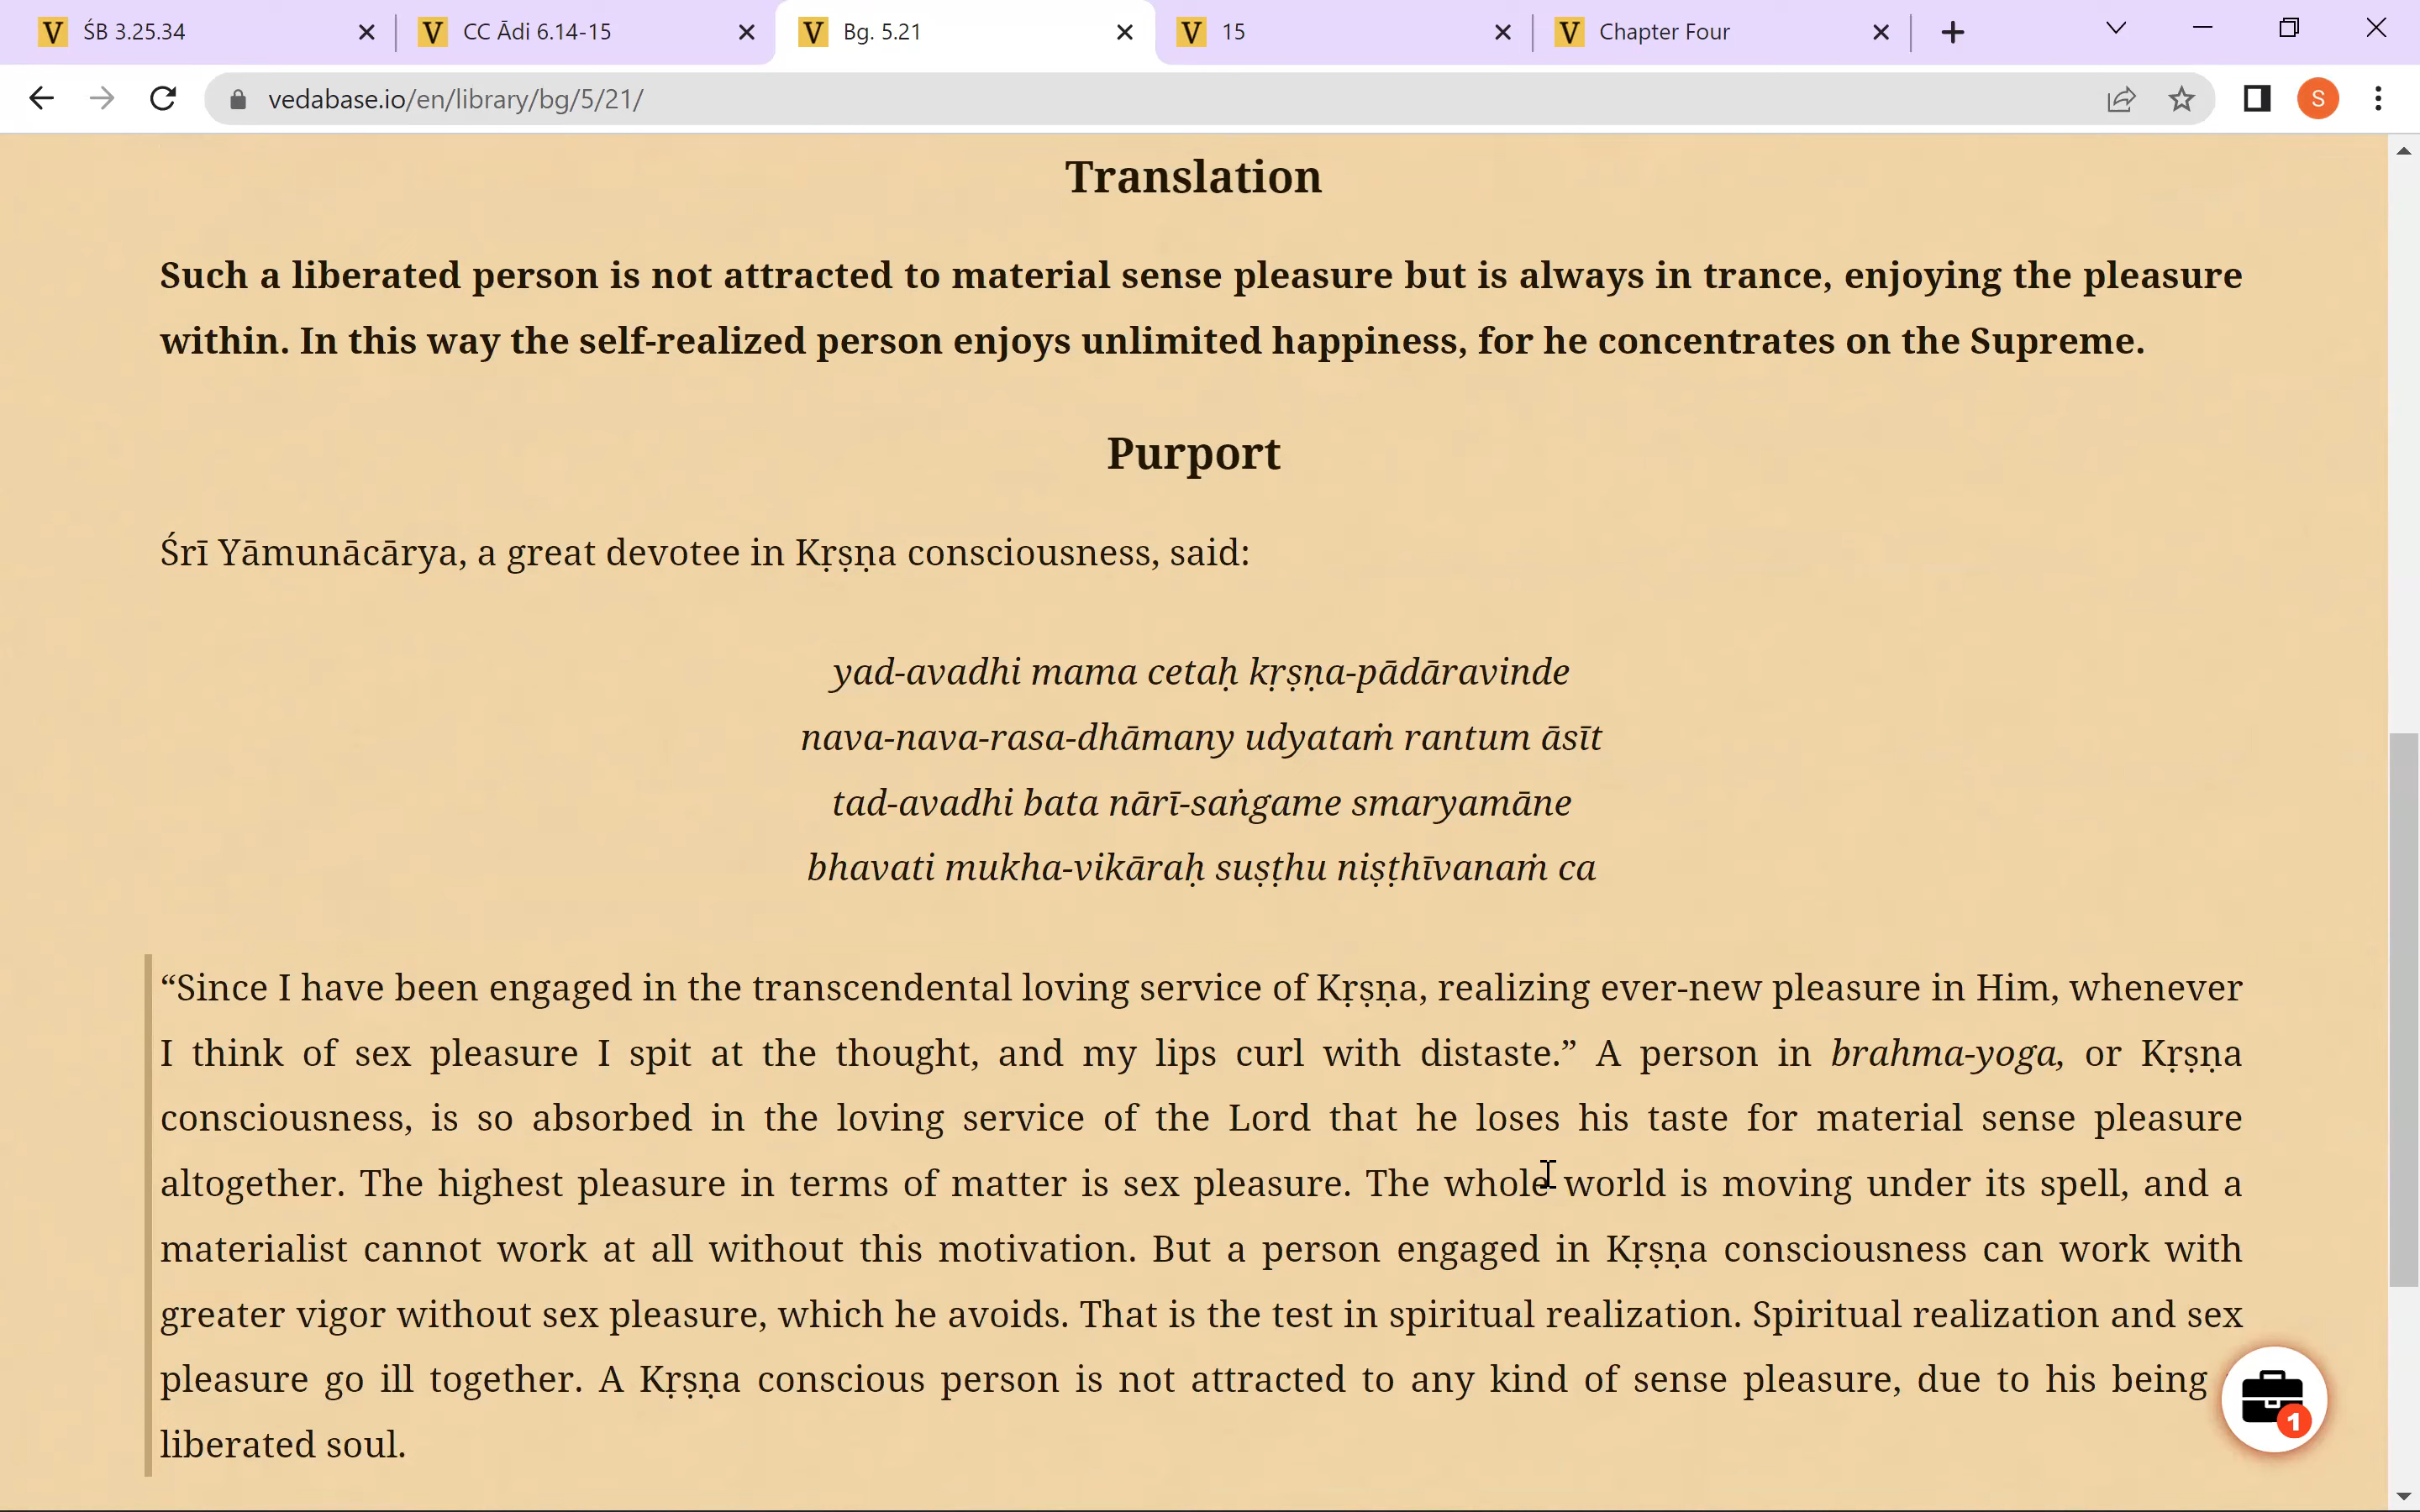 ŚB 3.25.34
CC Ādi 6.14-15
Bg. 5.21
15
Chapter Four
vedabase.io/en/library/bg/5/21/
S
Translation
Such a liberated person is not attracted to material sense pleasure but is always in trance, enjoying the pleasure
within. In this way the self-realized person enjoys unlimited happiness, for he concentrates on the Supreme.
Purport
Śrī Yāmunācārya, a great devotee in Kṛṣṇa consciousness, said:
yad-avadhi mama cetaḥ kṛṣṇa-pādāravinde
nava-nava-rasa-dhāmany udyataṁ rantum āsīt
tad-avadhi bata nārī-saṅgame smaryamāne
bhavati mukha-vikāraḥ suṣṭhu niṣṭhīvanaṁ ca
“Since I have been engaged in the transcendental loving service of Kṛṣṇa, realizing ever-new pleasure in Him, whenever
I think of sex pleasure I spit at the thought, and my lips curl with distaste.” A person in brahma-yoga, or Kṛṣṇa
consciousness, is so absorbed in the loving service of the Lord that he loses his taste for material sense pleasure
altogether. The highest pleasure in terms of matter is sex pleasure. The whole world is moving under its spell, and a
materialist cannot work at all without this motivation. But a person engaged in Kṛṣṇa consciousness can work with
greater vigor without sex pleasure, which he avoids. That is the test in spiritual realization. Spiritual realization and sex
pleasure go ill together. A Kṛṣṇa conscious person is not attracted to any kind of sense pleasure, due to his being
liberated soul.
1